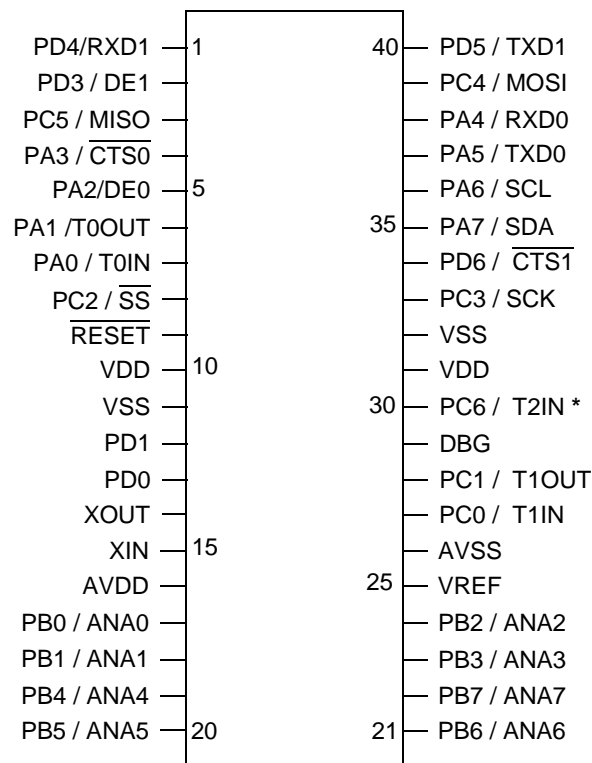 PD4/RXD1 1 40 PD5 / TXD1
PD3 / DE1 PC4 / MOSI
PC5 / MISO PA4 / RXD0
PA3 / CTS0 PA5 / TXD0
PA2/DE0 5 PA6 / SCL
PA1 /T0OUT 35 PA7 / SDA
PA0 / T0IN PD6 / CTS1
PC2 / SS PC3 / SCK
RESET VSS
VDD 10 VDD
VSS 30 PC6 / T2IN *
PD1 DBG
PD0 PC1 / T1OUT
XOUT PC0 / T1IN
XIN 15 AVSS
AVDD 25 VREF
PB0 / ANA0 PB2 / ANA2
PB1 / ANA1 PB3 / ANA3
PB4 / ANA4 PB7 / ANA7
PB5 / ANA5 20 21 PB6 / ANA6